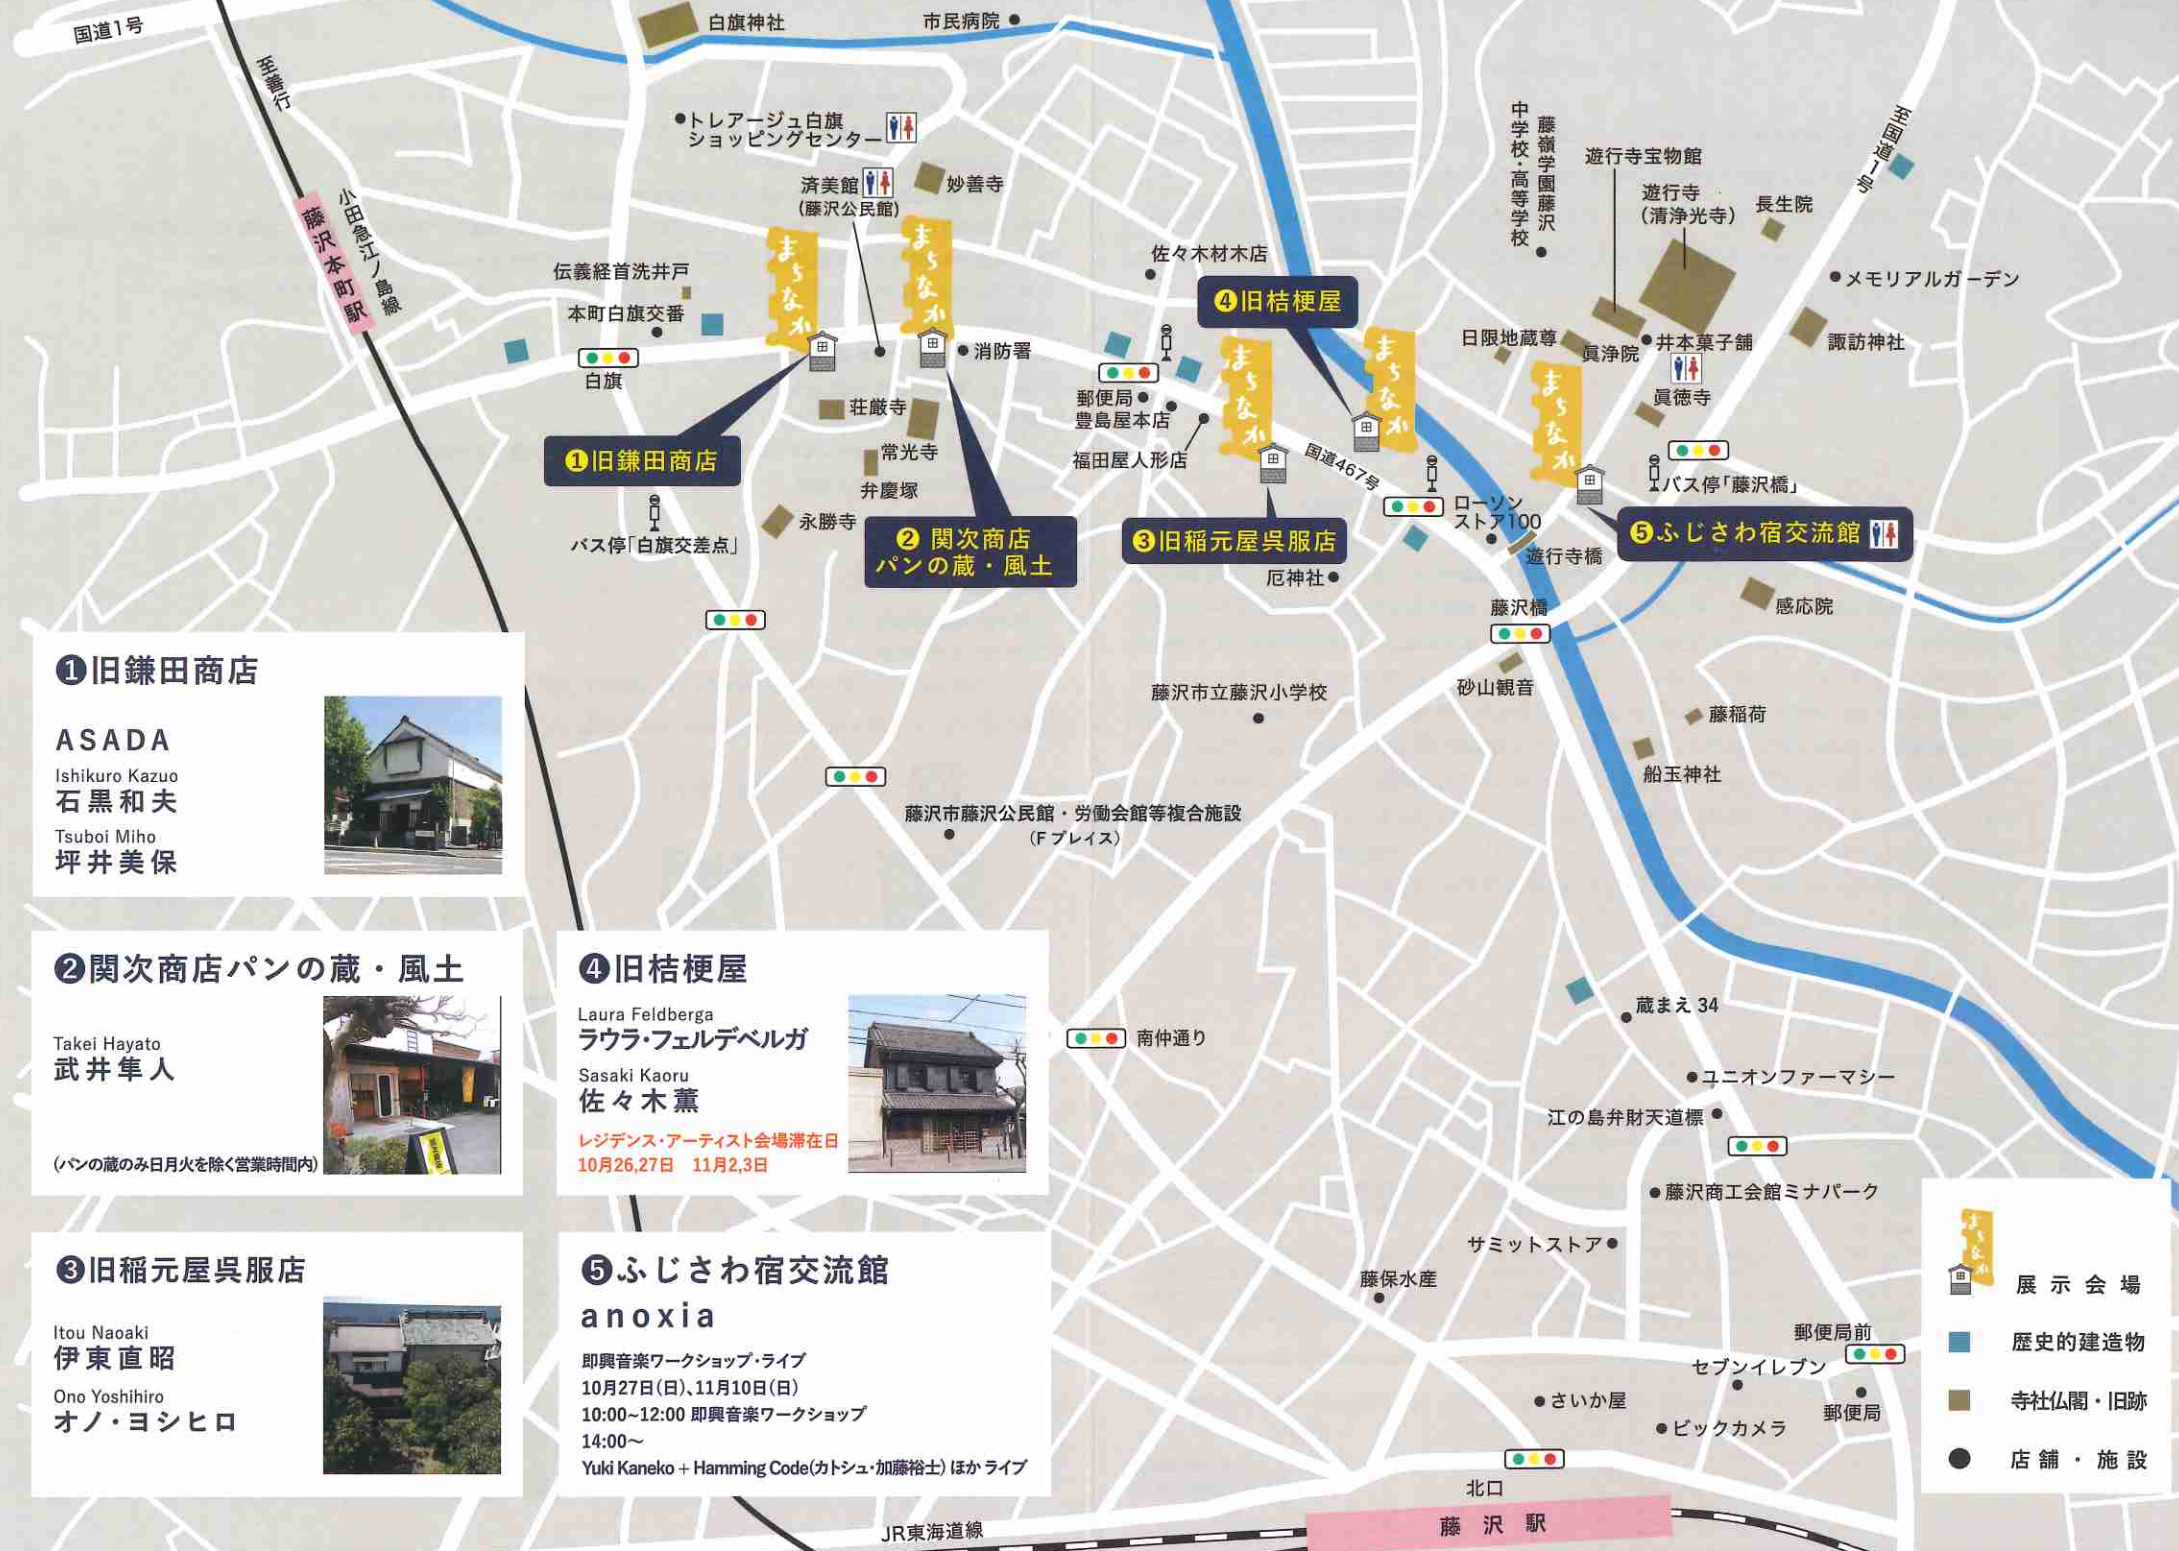 国道1号
至善行
白旗神社
市民病院
トレアージュ白旗
ショッピングセンター
済美館
(藤沢公民館)
妙善寺
小田急江ノ島線
藤沢本町駅
伝義経首洗井戸
本町白旗交番
白旗
まちなか
まちなか
消防署
荘厳寺
常光寺
弁慶塚
永勝寺
バス停「白旗交差点」
❶旧鎌田商店
❷ 関次商店
パンの蔵・風土
佐々木材木店
❹旧桔梗屋
郵便局
豊島屋本店
福田屋人形店
まちなか
まちなか
国道467号
❸旧稲元屋呉服店
厄神社
ローソン
ストア100
遊行寺橋
藤沢橋
砂山観音
藤嶺学園藤沢
中学校・高等学校
遊行寺宝物館
遊行寺
(清浄光寺)
長生院
至国道1号
メモリアルガーデン
諏訪神社
日限地蔵尊
眞浄院
井本菓子舗
眞徳寺
まちなか
バス停「藤沢橋」
❺ふじさわ宿交流館
感応院
藤稲荷
船玉神社
藤沢市立藤沢小学校
藤沢市藤沢公民館・労働会館等複合施設
(F プレイス)
南仲通り
蔵まえ 34
ユニオンファーマシー
江の島弁財天道標
藤沢商工会館ミナパーク
サミットストア
藤保水産
郵便局前
セブンイレブン
郵便局
さいか屋
ビックカメラ
北口
藤沢駅
JR東海道線
❶旧鎌田商店
ASADA
Ishikuro Kazuo
石黒和夫
Tsuboi Miho
坪井美保
❷関次商店パンの蔵・風土
Takei Hayato
武井隼人
(パンの蔵のみ日月火を除く営業時間内)
❸旧稲元屋呉服店
Itou Naoaki
伊東直昭
Ono Yoshihiro
オノ・ヨシヒロ
❹旧桔梗屋
Laura Feldberga
ラウラ・フェルデベルガ
Sasaki Kaoru
佐々木薫
レジデンス・アーティスト会場滞在日
10月26,27日 11月2,3日
❺ふじさわ宿交流館
anoxia
即興音楽ワークショップ・ライブ
10月27日(日)、11月10日(日)
10:00~12:00 即興音楽ワークショップ
14:00〜
Yuki Kaneko + Hamming Code(カトシュ・加藤裕士) ほか ライブ
まちなか
展示会場
歴史的建造物
寺社仏閣・旧跡
店舗・施設